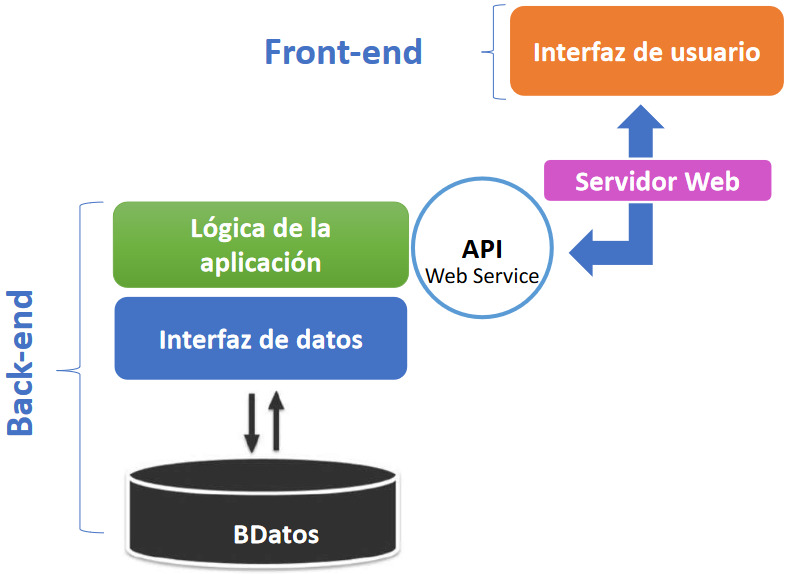 Front-end
Interfaz de usuario
Servidor Web
Lógica de la
aplicación
API
Web Service
Interfaz de datos
Back-end
BDatos